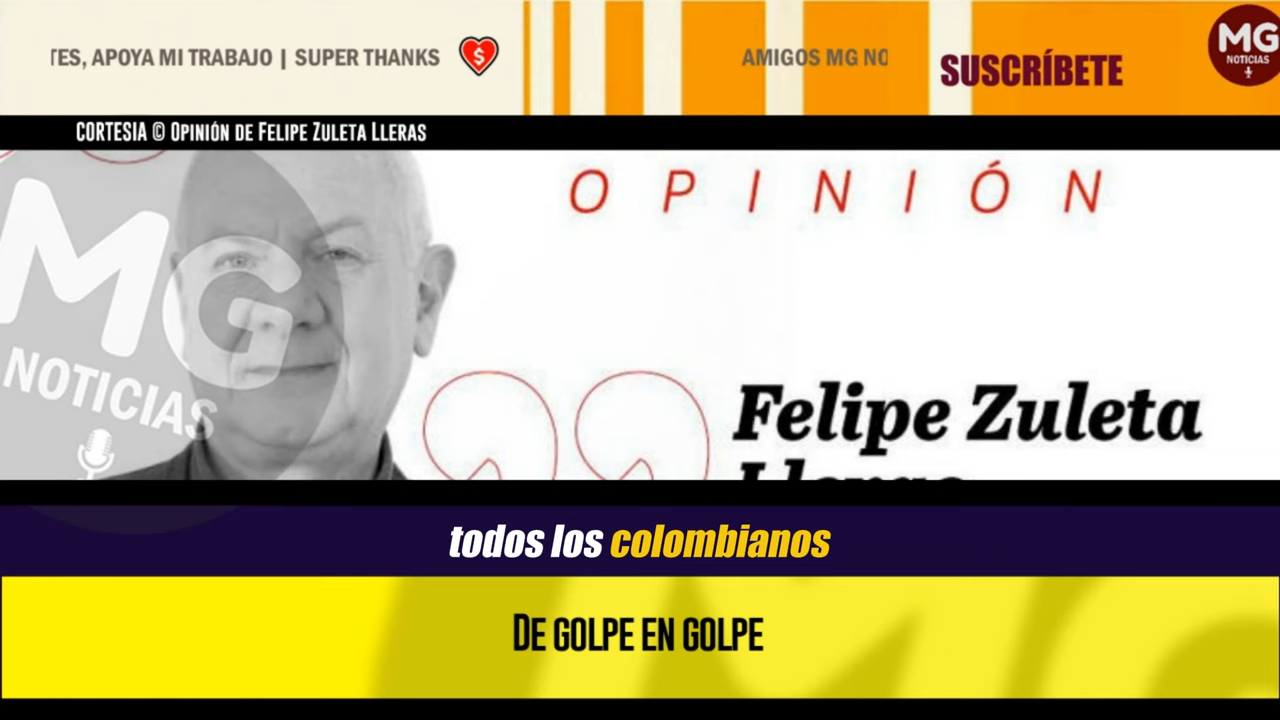 TES, APOYA MI TRABAJO | SUPER THANKS
AMIGOS MG NO
SUSCRÍBETE
MG
NOTICIAS
CORTESIA © OPINIÓN DE FELIPE ZULETA LLERAS
OPINIÓN
MG
NOTICIAS
Felipe Zuleta
Lleras
todos los colombianos
DE GOLPE EN GOLPE